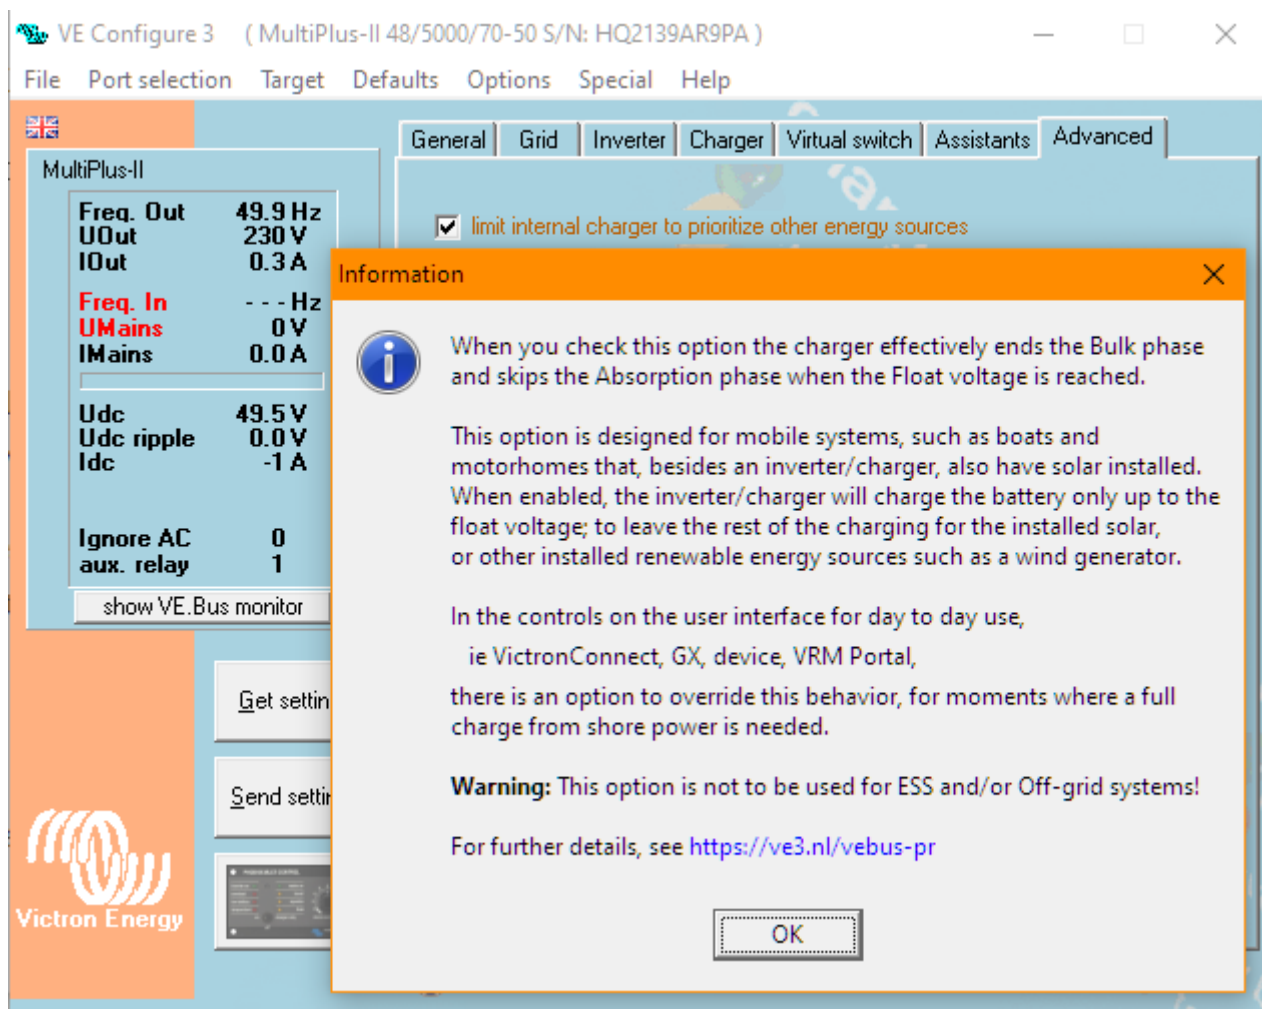 VE Configure 3 ( MultiPlus-II 48/5000/70-50 S/N: HQ2139AR9PA )
File Port selection Target Defaults Options Special Help
General Grid Inverter Charger Virtual switch Assistants Advanced
MultiPlus-II
Freq. Out 49.9 Hz
UOut 230 V
IOut 0.3 A
Freq. In - - - Hz
UMains 0 V
IMains 0.0 A
Udc 49.5 V
Udc ripple 0.0 V
Idc -1 A
Ignore AC 0
aux. relay 1
show VE.Bus monitor
Get settin
Send settin
Victron Energy
limit internal charger to prioritize other energy sources
Information
When you check this option the charger effectively ends the Bulk phase
and skips the Absorption phase when the Float voltage is reached.
This option is designed for mobile systems, such as boats and
motorhomes that, besides an inverter/charger, also have solar installed.
When enabled, the inverter/charger will charge the battery only up to the
float voltage; to leave the rest of the charging for the installed solar,
or other installed renewable energy sources such as a wind generator.
In the controls on the user interface for day to day use,
ie VictronConnect, GX, device, VRM Portal,
there is an option to override this behavior, for moments where a full
charge from shore power is needed.
Warning: This option is not to be used for ESS and/or Off-grid systems!
For further details, see https://ve3.nl/vebus-pr
OK